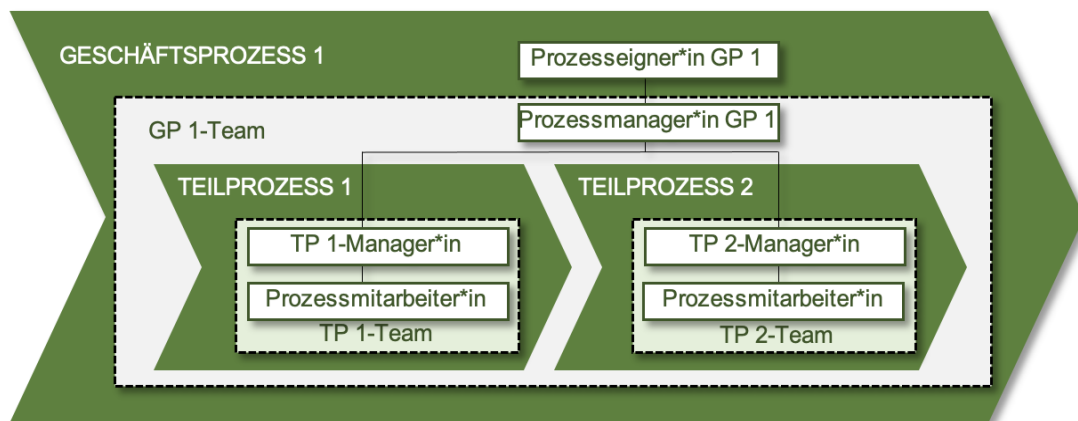 GESCHÄFTSPROZESS 1
Prozesseigner*in GP 1
Prozessmanager*in GP 1
GP 1-Team
TEILPROZESS 1
TP 1-Manager*in
Prozessmitarbeiter*in
TP 1-Team
TEILPROZESS 2
TP 2-Manager*in
Prozessmitarbeiter*in
TP 2-Team